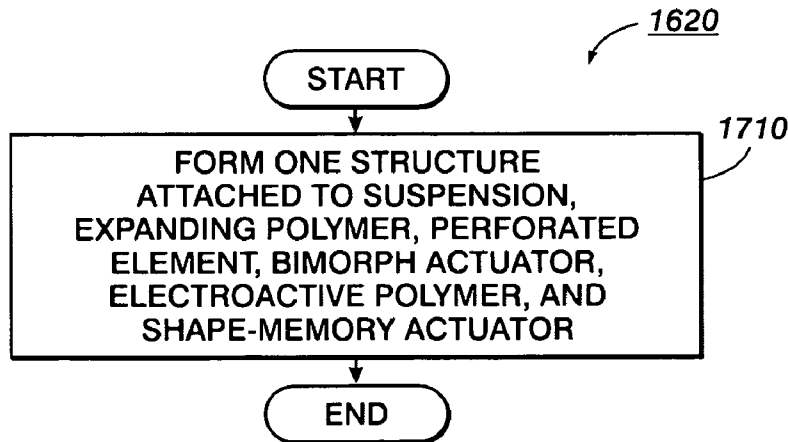 1620
START
1710
FORM ONE STRUCTURE
ATTACHED TO SUSPENSION,
EXPANDING POLYMER, PERFORATED
ELEMENT, BIMORPH ACTUATOR,
ELECTROACTIVE POLYMER, AND
SHAPE-MEMORY ACTUATOR
END